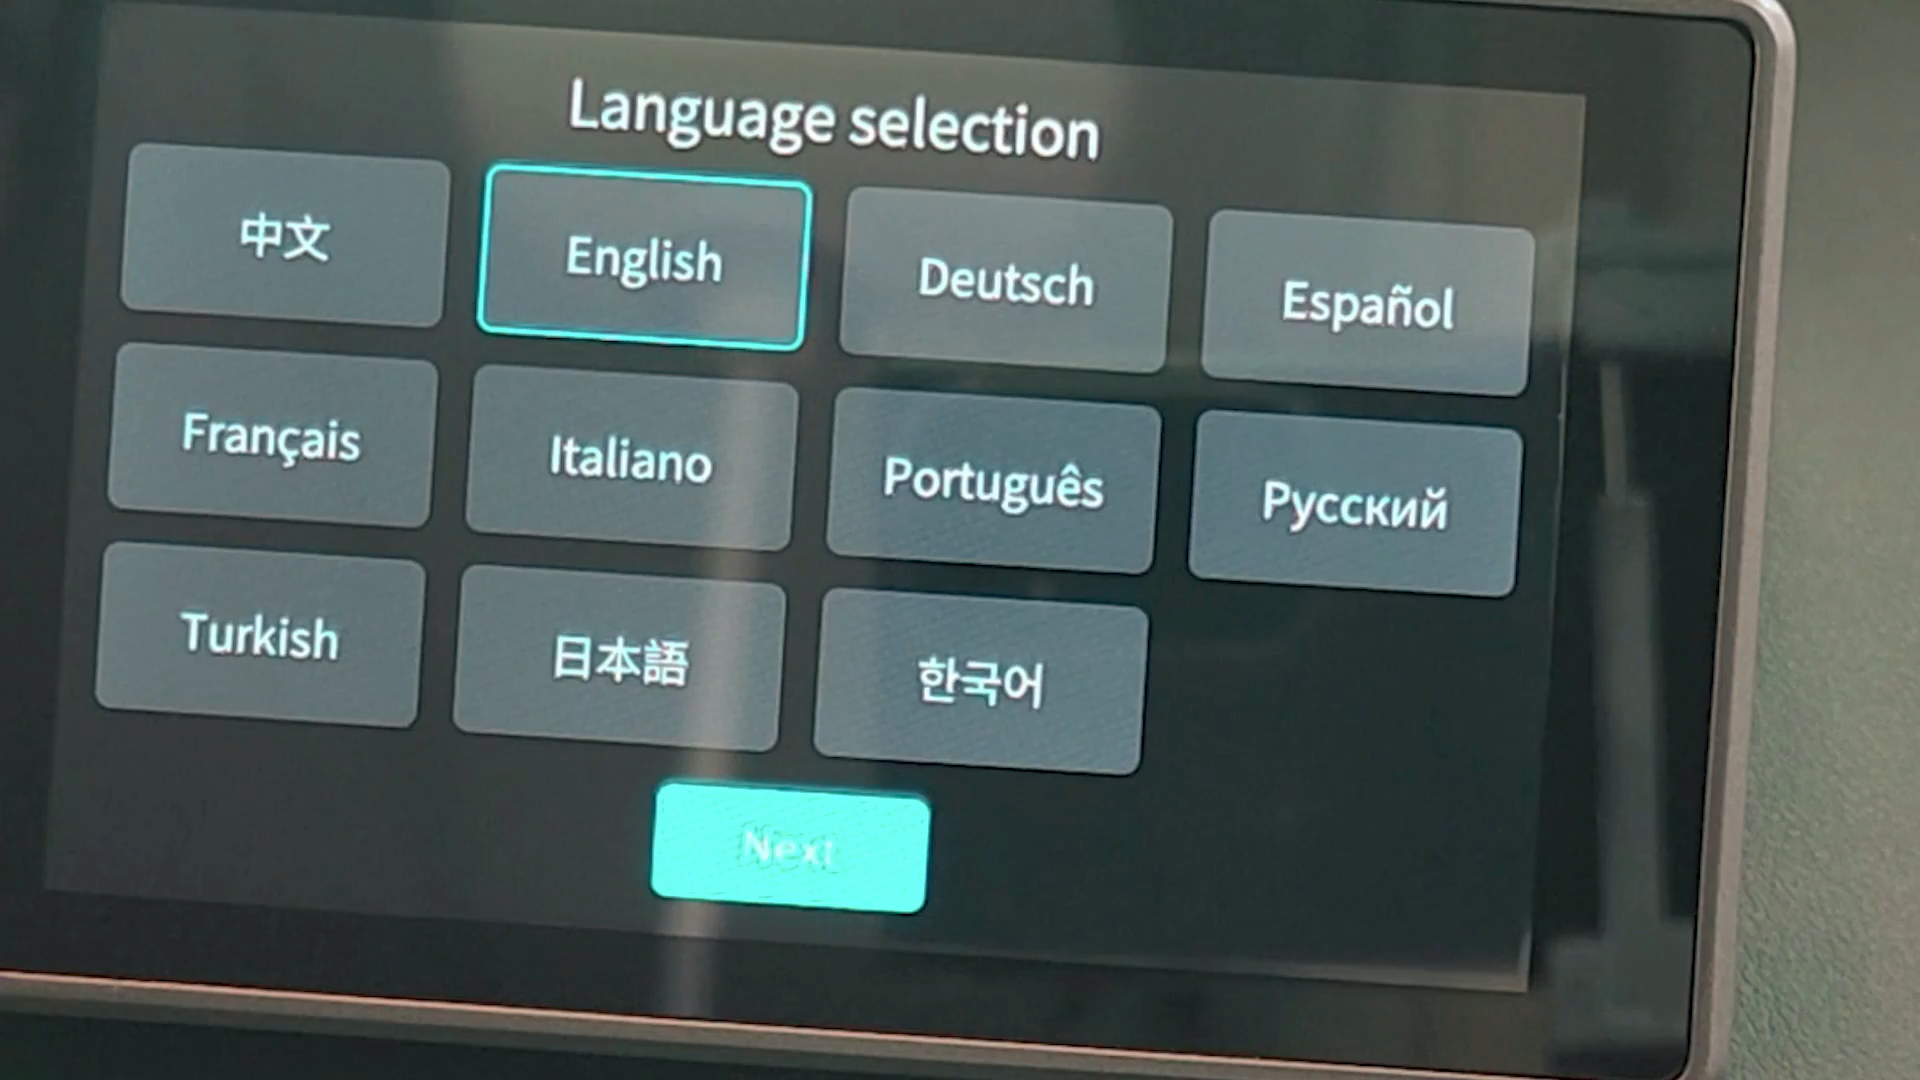 Language selection
中文
English
Deutsch
Español
Français
Italiano
Português
Русский
Turkish
日本語
한국어
Next